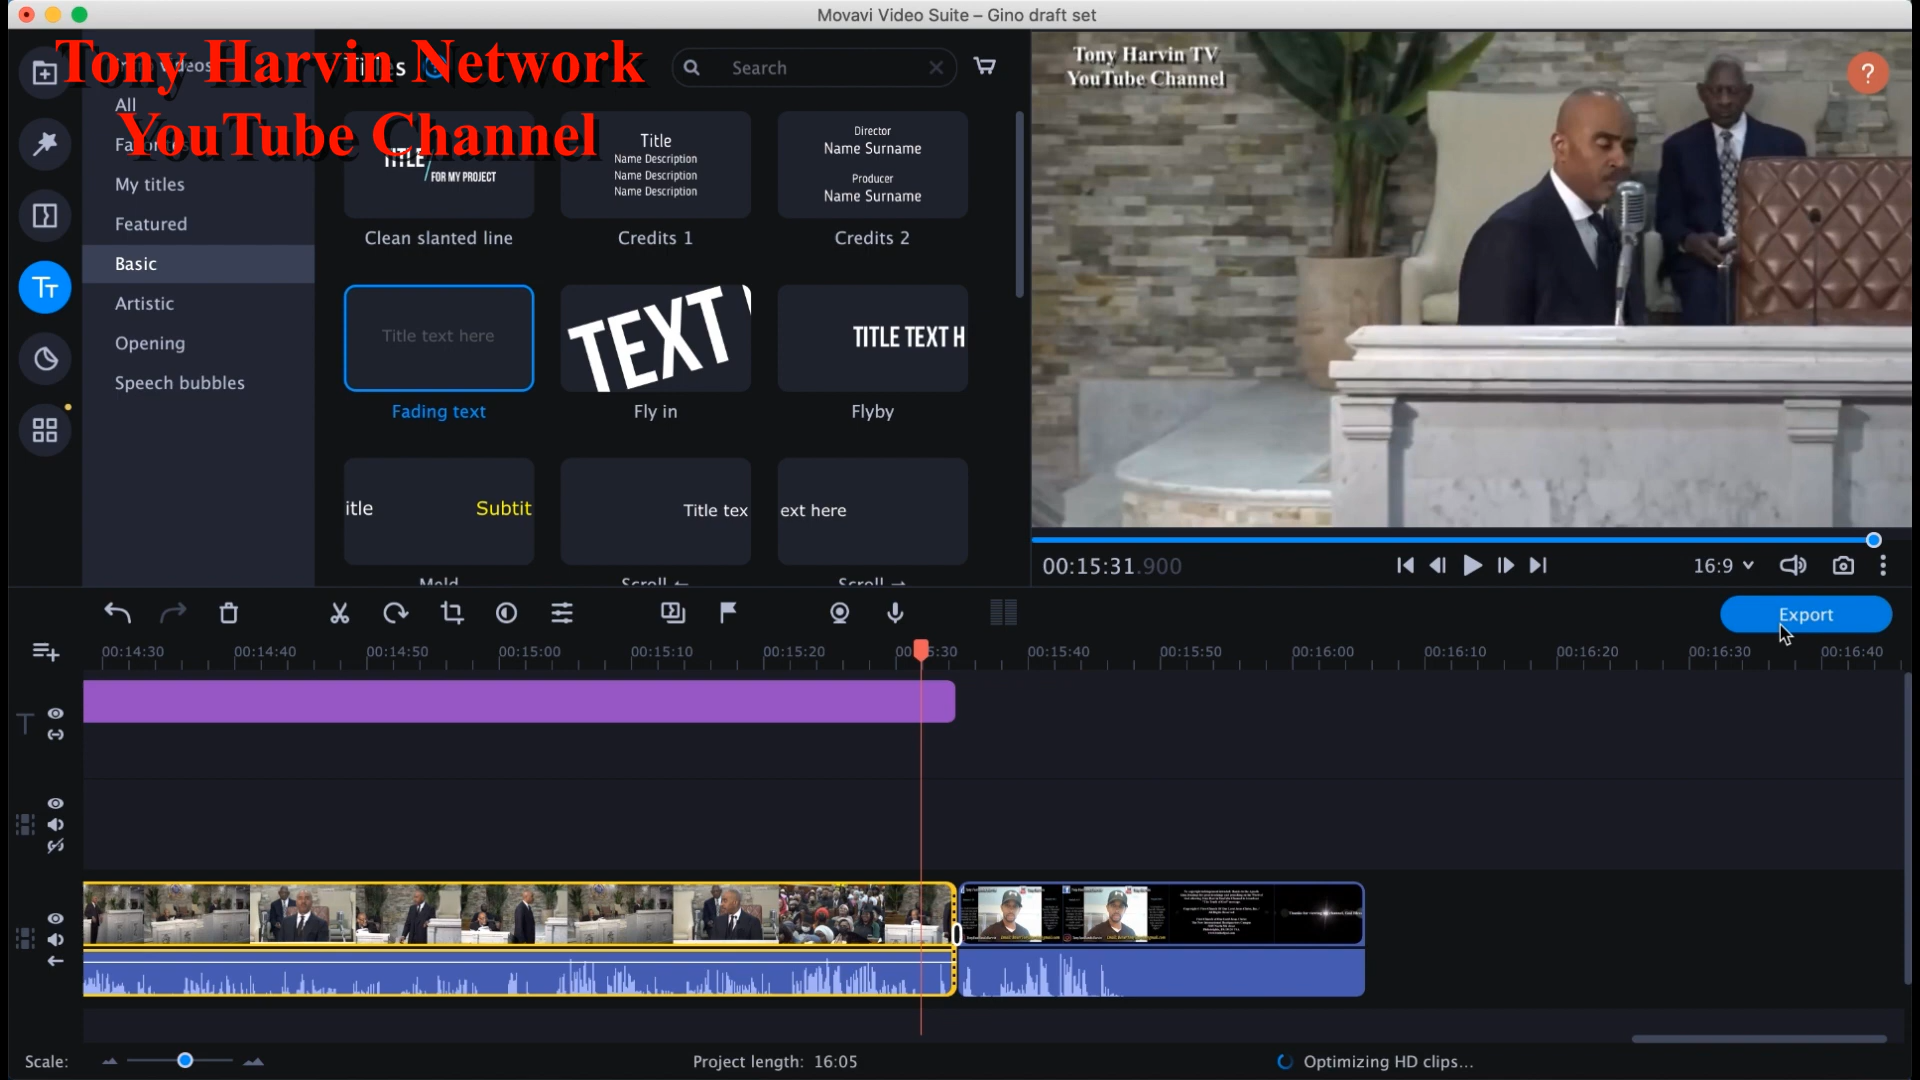 Movavi Video Suite – Gino draft set
Tony Harvin Network
YouTube Channel
Titles
Search
All
My titles
Featured
Basic
Artistic
Opening
Speech bubbles
TITLE
FOR MY PROJECT
Clean slanted line
Title
Name Description
Name Description
Name Description
Credits 1
Director
Name Surname
Producer
Name Surname
Credits 2
Title text here
Fading text
TEXT
Fly in
TITLE TEXT H
Flyby
itle
Subtit
Title tex
ext here
Meld
Scroll ←
Scroll →
Tony Harvin TV
YouTube Channel
?
00:15:31.900
16:9
Export
00:14:30
00:14:40
00:14:50
00:15:00
00:15:10
00:15:20
00:15:30
00:15:40
00:15:50
00:16:00
00:16:10
00:16:20
00:16:30
00:16:40
Scale:
Project length: 16:05
Optimizing HD clips...